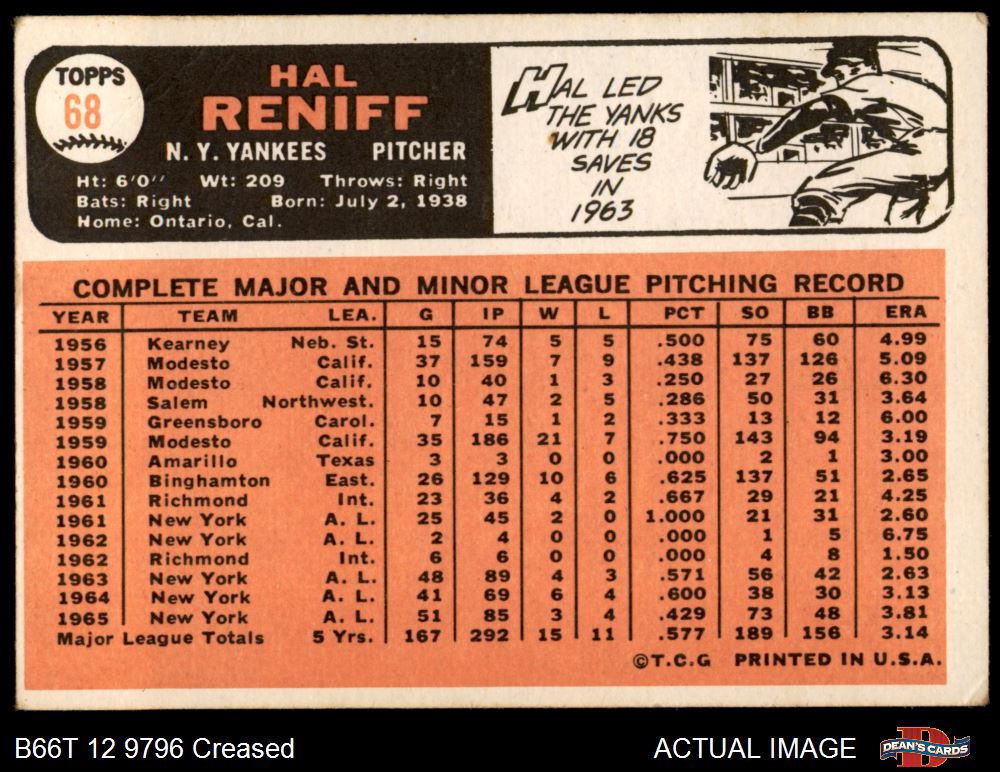 TOPPS
68
HAL
RENIFF
N. Y. YANKEES PITCHER
Ht: 6'0'' Wt: 209 Throws: Right
Bats: Right Born: July 2, 1938
Home: Ontario, Cal.
HAL LED
THE YANKS
WITH 18
SAVES
IN
1963
COMPLETE MAJOR AND MINOR LEAGUE PITCHING RECORD
YEAR TEAM LEA. G IP W L PCT SO BB ERA
1956 Kearney Neb. St. 15 74 5 5 .500 75 60 4.99
1957 Modesto Calif. 37 159 7 9 .438 137 126 5.09
1958 Modesto Calif. 10 40 1 3 .250 27 26 6.30
1958 Salem Northwest. 10 47 2 5 .286 50 31 3.64
1959 Greensboro Carol. 7 15 1 2 .333 13 12 6.00
1959 Modesto Calif. 35 186 21 7 .750 143 94 3.19
1960 Amarillo Texas 3 3 0 0 .000 2 1 3.00
1960 Binghamton East. 26 129 10 6 .625 137 51 2.65
1961 Richmond Int. 23 36 4 2 .667 29 21 4.25
1961 New York A. L. 25 45 2 0 1.000 21 31 2.60
1962 New York A. L. 2 4 0 0 .000 1 5 6.75
1962 Richmond Int. 6 6 0 0 .000 4 8 1.50
1963 New York A. L. 48 89 4 3 .571 56 42 2.63
1964 New York A. L. 41 69 6 4 .600 38 30 3.13
1965 New York A. L. 51 85 3 4 .429 73 48 3.81
Major League Totals 5 Yrs. 167 292 15 11 .577 189 156 3.14
©T.C.G PRINTED IN U.S.A.
B66T 12 9796 Creased ACTUAL IMAGE DEAN'S CARDS